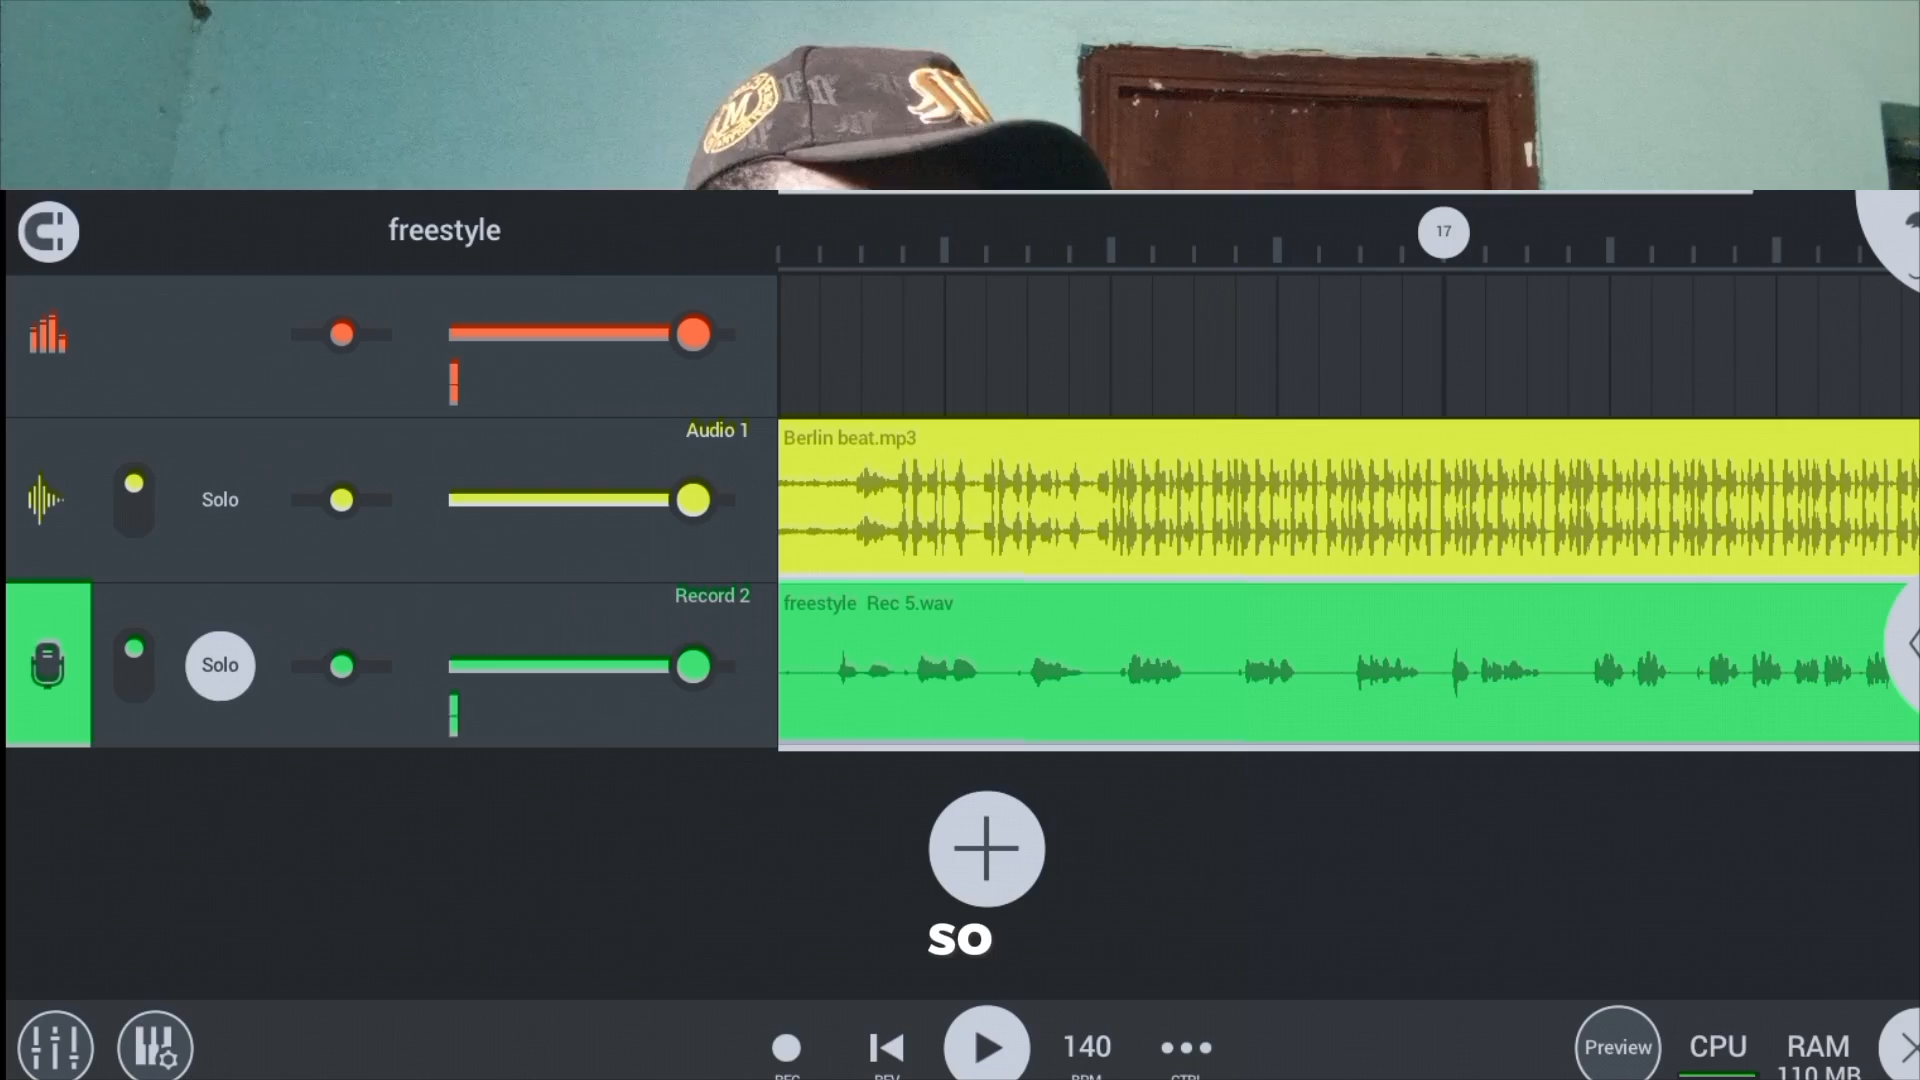 M
freestyle
17
Audio 1
Berlin beat.mp3
Solo
Record 2
freestyle Rec 5.wav
Solo
SO
140
Preview
CPU
RAM
110 MB